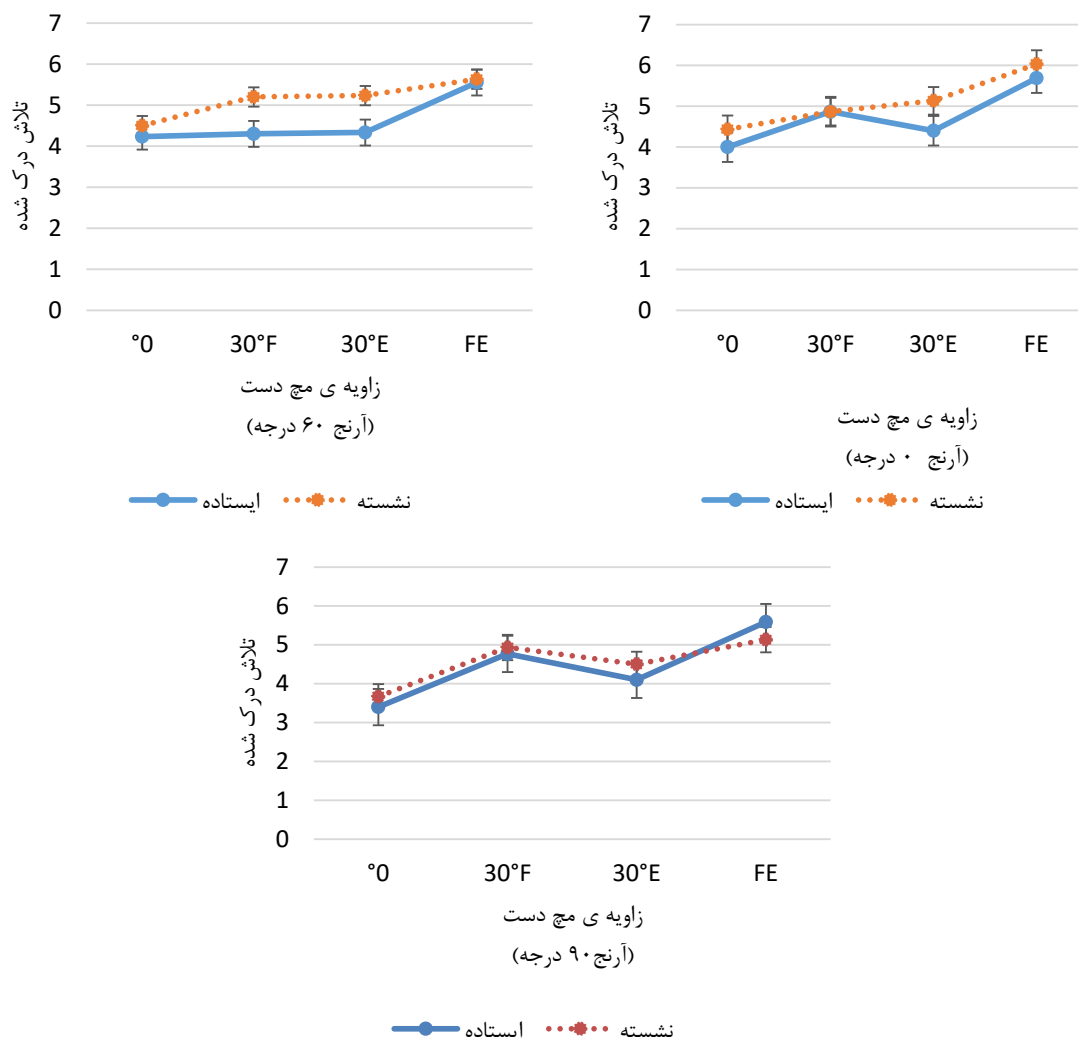 7
6
5
4
3
2
1
0
تلاش درک شده
°0
30°F
30°E
FE
زاویه ی مچ دست
(آرنج ۶۰ درجه)
ایستاده
نشسته
7
6
5
4
3
2
1
0
تلاش درک شده
°0
30°F
30°E
FE
زاویه ی مچ دست
(آرنج ۰ درجه)
ایستاده
نشسته
7
6
5
4
3
2
1
0
تلاش درک شده
°0
30°F
30°E
FE
زاویه ی مچ دست
(آرنج۹۰ درجه)
ایستاده
نشسته